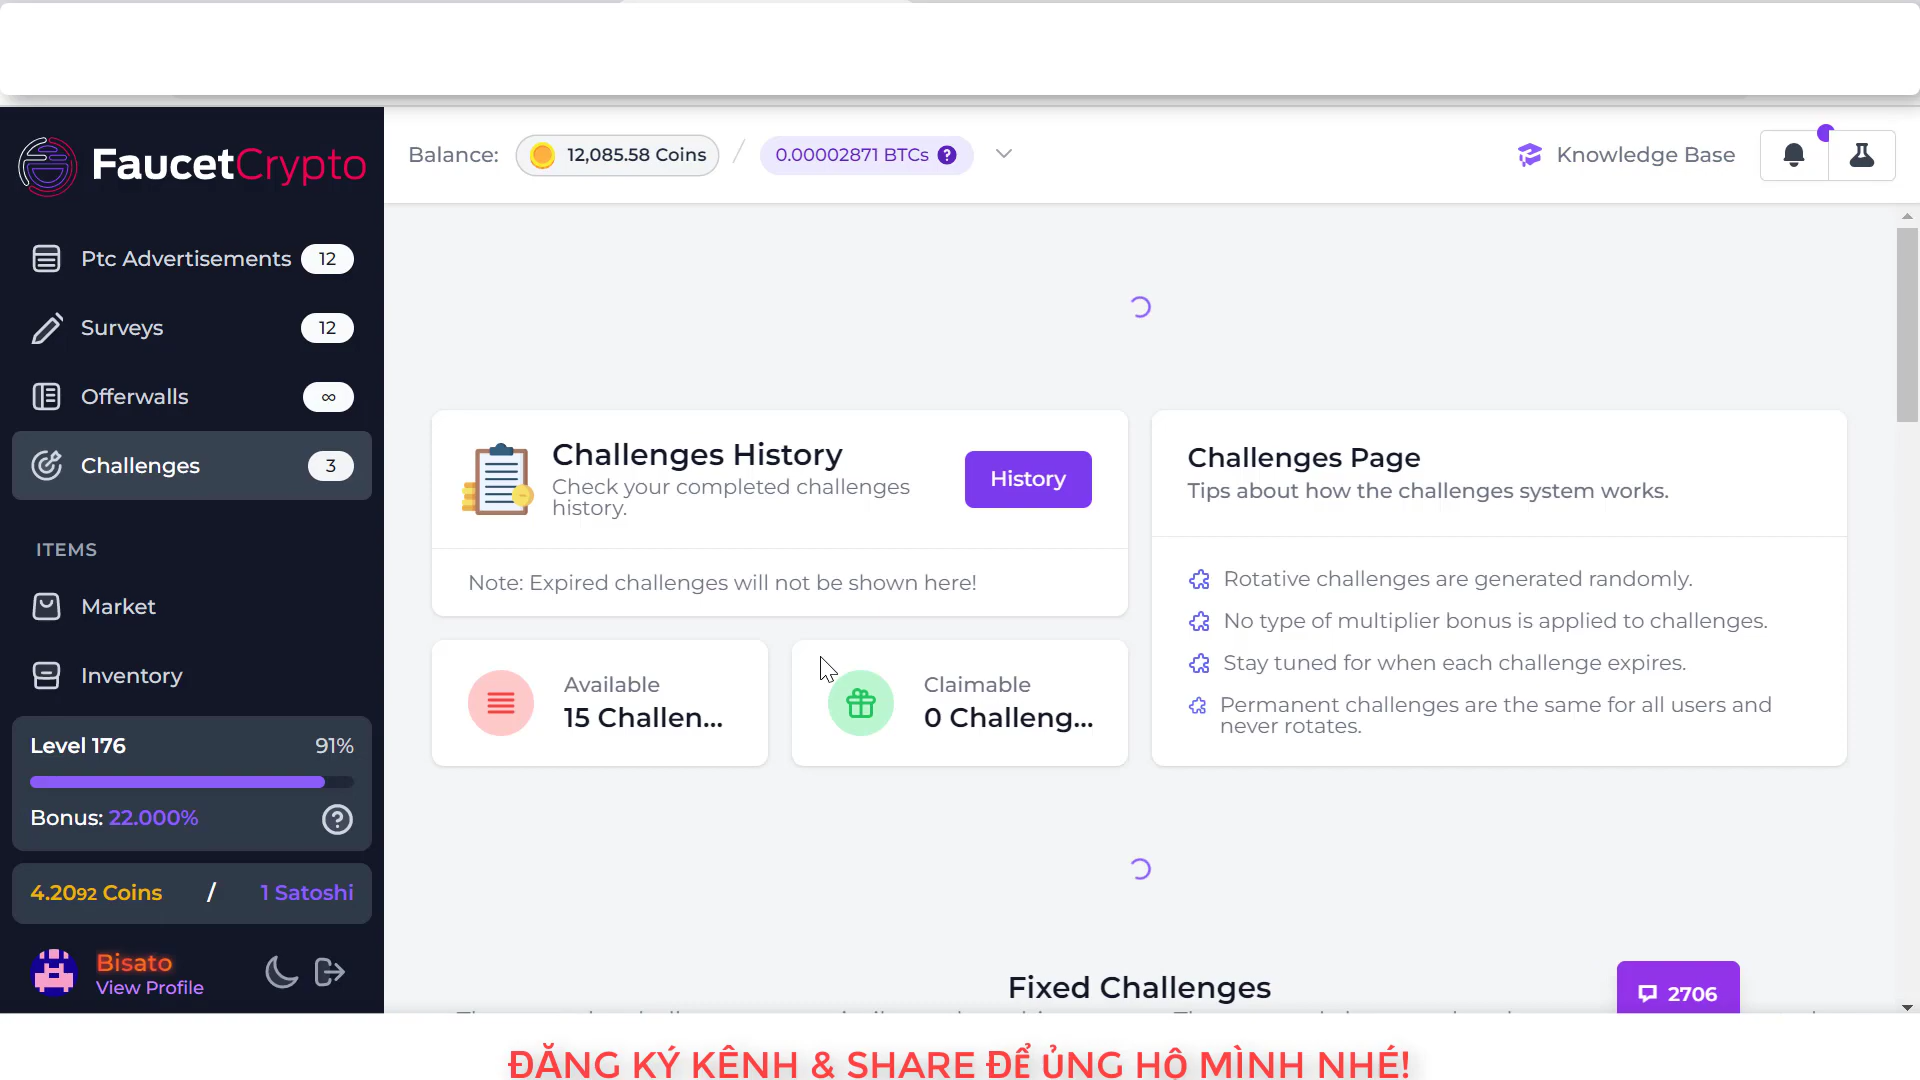 FaucetCrypto
Balance: 12,085.58 Coins / 0.00002871 BTCs ?
Knowledge Base
Ptc Advertisements 12
Surveys 12
Offerwalls ∞
Challenges 3
ITEMS
Market
Inventory
Level 176 91%
Bonus: 22.000% ?
4.2092 Coins / 1 Satoshi
Bisato
View Profile
Challenges History
Check your completed challenges
history.
History
Note: Expired challenges will not be shown here!
Available
15 Challen...
Claimable
0 Challeng...
Challenges Page
Tips about how the challenges system works.
Rotative challenges are generated randomly.
No type of multiplier bonus is applied to challenges.
Stay tuned for when each challenge expires.
Permanent challenges are the same for all users and
never rotates.
Fixed Challenges
2706
ĐĂNG KÝ KÊNH & SHARE ĐỂ ỦNG HỘ MÌNH NHÉ!